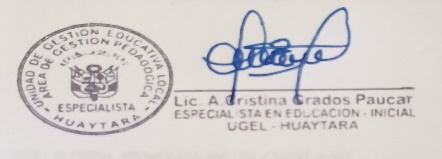 UNIDAD DE GESTION EDUCATIVA LOCAL
AREA DE GESTION PEDAGOGICA
ESPECIALISTA
HUAYTARA
Lic. A. Cristina Grados Paucar
ESPECIALISTA EN EDUCACION - INICIAL
UGEL - HUAYTARA